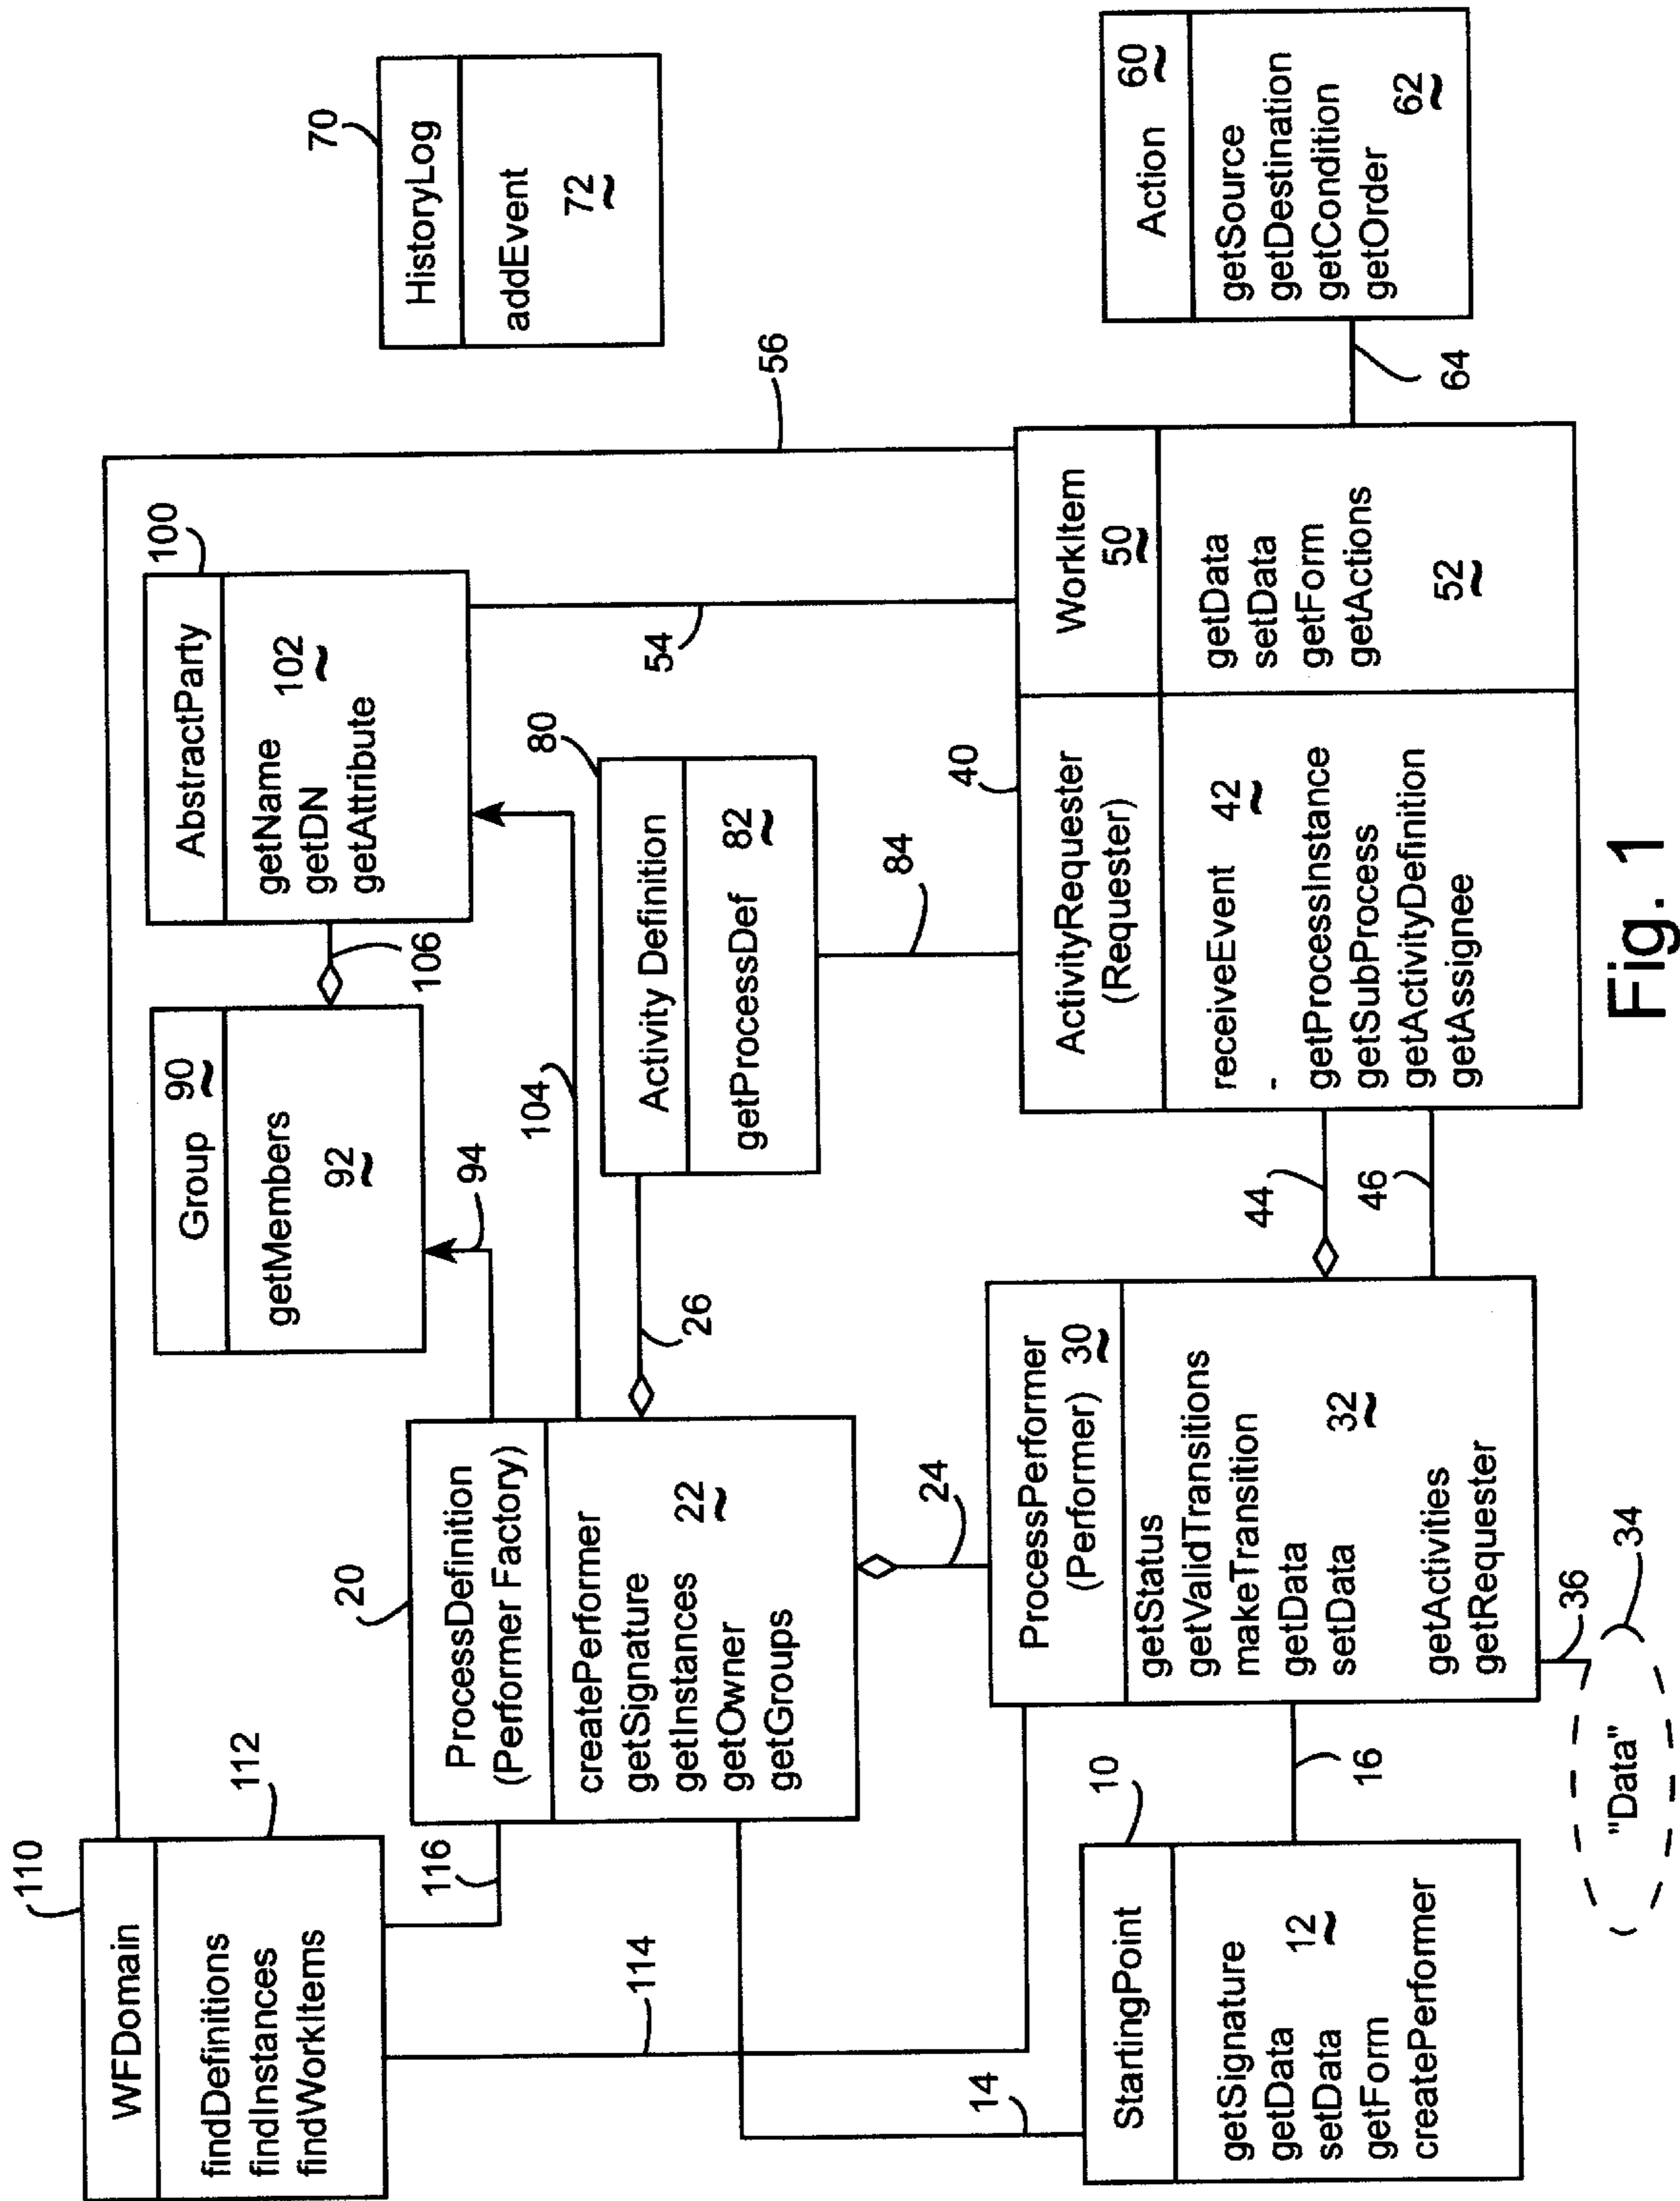 110
WFDomain
findDefinitions
findInstances
findWorkItems
112
116
114
20
ProcessDefinition
(Performer Factory)
createPerformer
getSignature
getInstances
getOwner
getGroups
22
94
104
26
24
Group 90
getMembers
92
106
AbstractParty
100
getName
getDN
getAttribute
102
54
56
70
HistoryLog
addEvent
72
80
Activity Definition
getProcessDef 82
84
14
StartingPoint
10
getSignature
getData
setData
getForm
createPerformer
12
16
ProcessPerformer
(Performer) 30
getStatus
getValidTransitions
makeTransition
getData
setData
32
getActivities
getRequester
36
34
"Data"
44
46
40
ActivityRequester
(Requester)
receiveEvent 42
-
getProcessInstance
getSubProcess
getActivityDefinition
getAssignee
WorkItem
50
getData
setData
getForm
getActions
52
64
Action 60
getSource
getDestination
getCondition
getOrder
62
Fig. 1